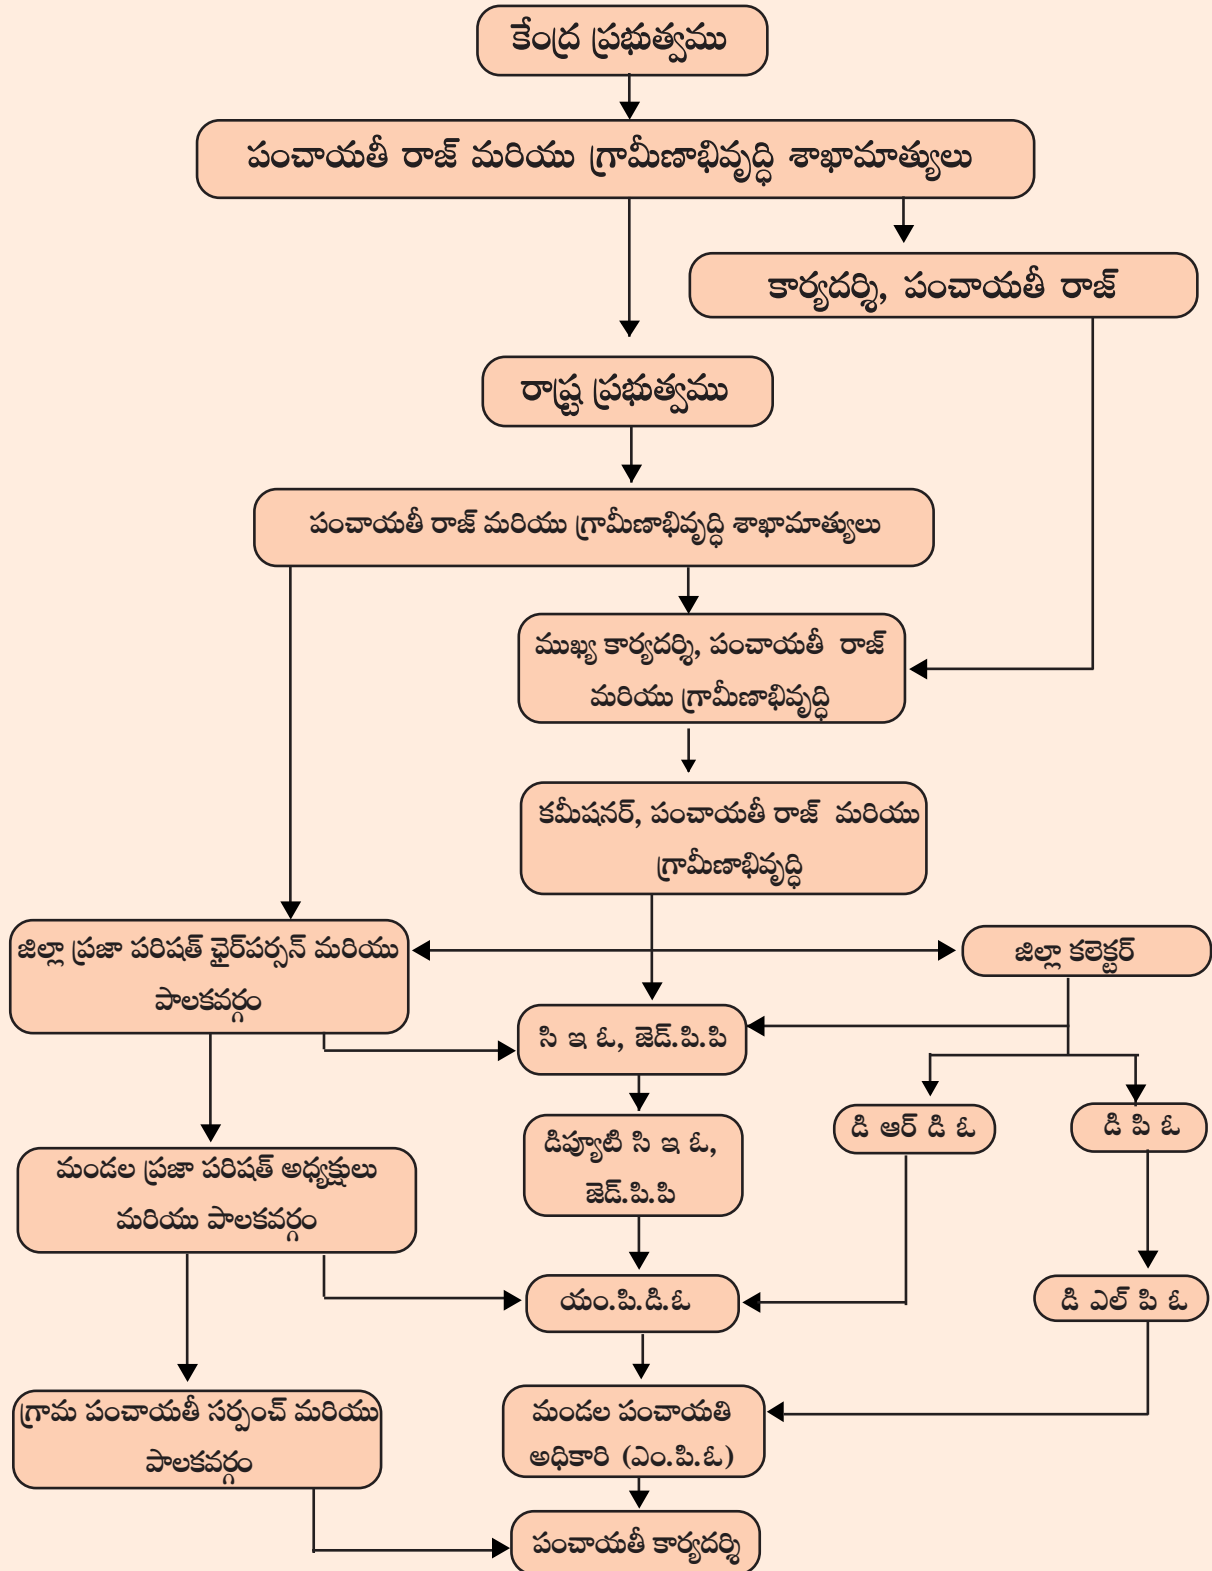 కేంద్ర ప్రభుత్వము
పంచాయతీ రాజ్ మరియు గ్రామీణాభివృద్ధి శాఖామాత్యులు
కార్యదర్శి, పంచాయతీ రాజ్
రాష్ట్ర ప్రభుత్వము
పంచాయతీ రాజ్ మరియు గ్రామీణాభివృద్ధి శాఖామాత్యులు
ముఖ్య కార్యదర్శి, పంచాయతీ రాజ్
మరియు గ్రామీణాభివృద్ధి
కమీషనర్, పంచాయతీ రాజ్ మరియు
గ్రామీణాభివృద్ధి
జిల్లా ప్రజా పరిషత్ ఛైర్‌పర్సన్ మరియు
పాలకవర్గం
జిల్లా కలెక్టర్
సి ఇ ఓ, జెడ్.పి.పి
డి ఆర్ డి ఓ
డి పి ఓ
డిప్యూటి సి ఇ ఓ,
జెడ్.పి.పి
మండల ప్రజా పరిషత్ అధ్యక్షులు
మరియు పాలకవర్గం
యం.పి.డి.ఓ
డి ఎల్ పి ఓ
గ్రామ పంచాయతీ సర్పంచ్ మరియు
పాలకవర్గం
మండల పంచాయతి
అధికారి (ఎం.పి.ఓ)
పంచాయతీ కార్యదర్శి